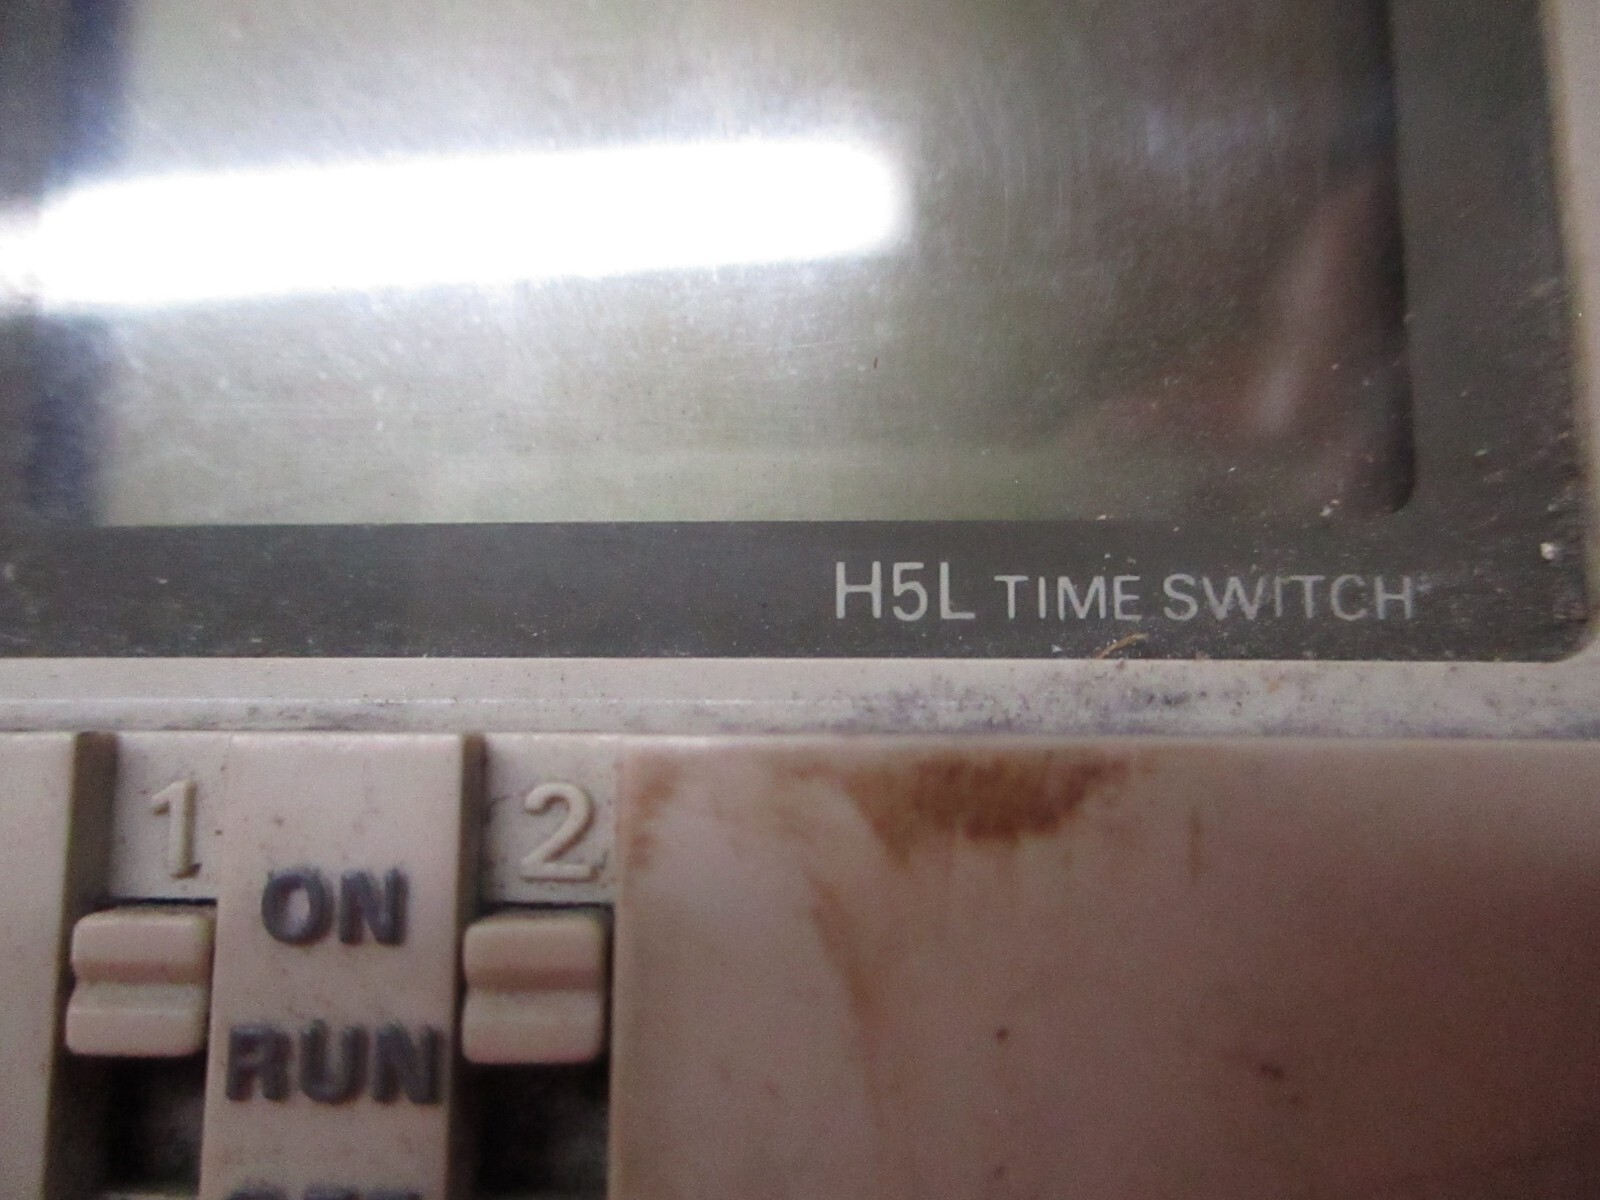 H5L TIME SWITCH
1 2
ON
RUN